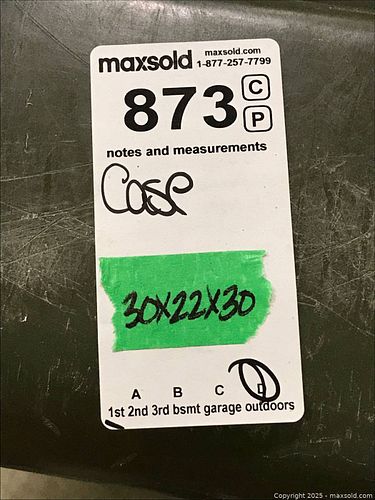 maxsold maxsold.com
1-877-257-7799
873 C
P
notes and measurements
Case
30x22x30
A B C D
1st 2nd 3rd bsmt garage outdoors
Copyright 2025 - maxsold.com